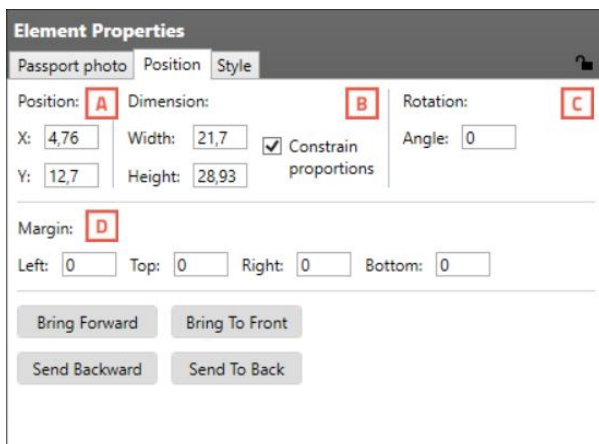 Element Properties
Passport photo Position Style
Position: A Dimension: B Rotation: C
X: 4,76 Width: 21,7 Constrain proportions Angle: 0
Y: 12,7 Height: 28,93
Margin: D
Left: 0 Top: 0 Right: 0 Bottom: 0
Bring Forward Bring To Front
Send Backward Send To Back